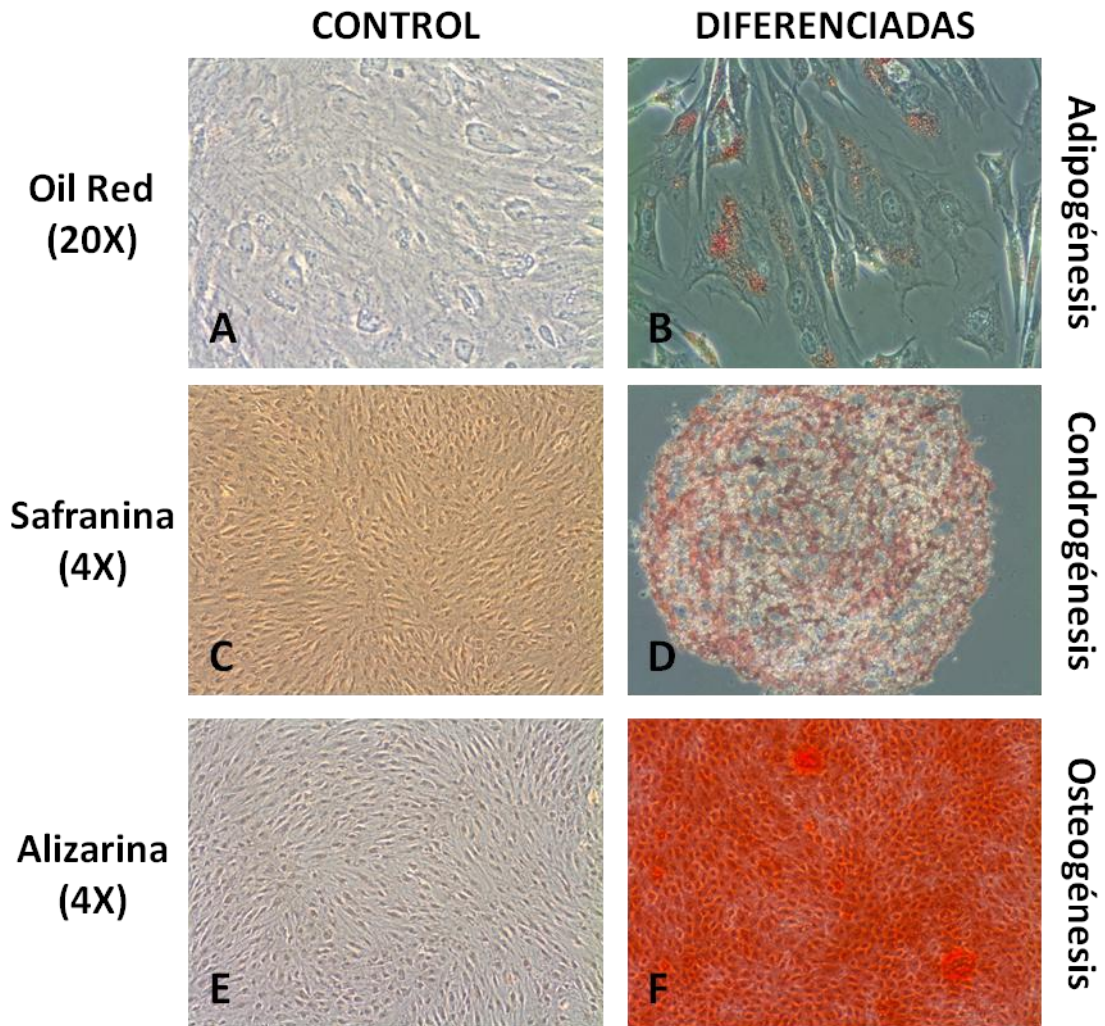 CONTROL
DIFERENCIADAS
Oil Red
(20X)
A
B
Adipogénesis
Safranina
(4X)
C
D
Condrogénesis
Alizarina
(4X)
E
F
Osteogénesis